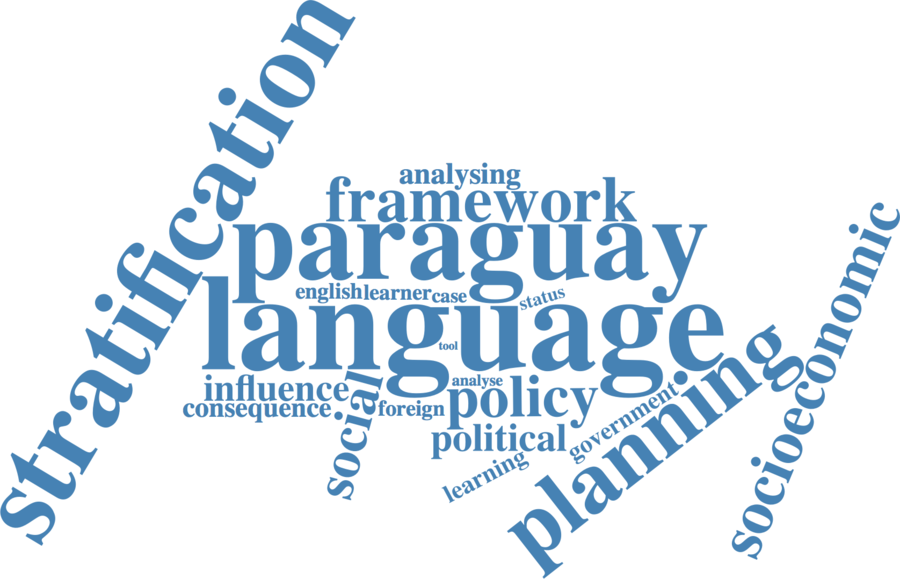 stratification
analysing
framework
paraguay
english learner case
status
language
tool
influence
analyse
consequence
social
foreign
policy
political
government
learning
planning
socioeconomic